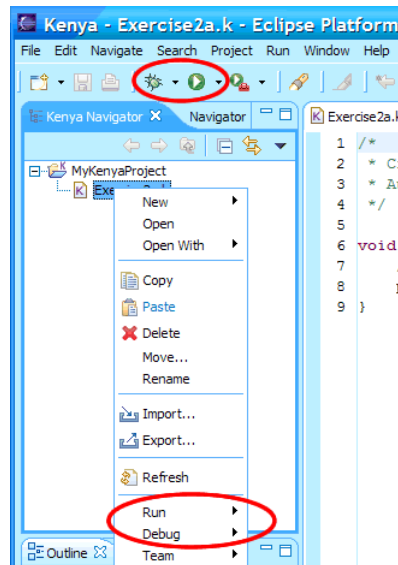 Kenya - Exercise2a.k - Eclipse Platform
File Edit Navigate Search Project Run Window Help
Kenya Navigator Navigator Exercise2a.k
MyKenyaProject
1 /*
2 * C
3 * A
4 */
5
6 void
7
8
9 }
New
Open
Open With
Copy
Paste
Delete
Move...
Rename
Import...
Export...
Refresh
Run
Debug
Team
Outline